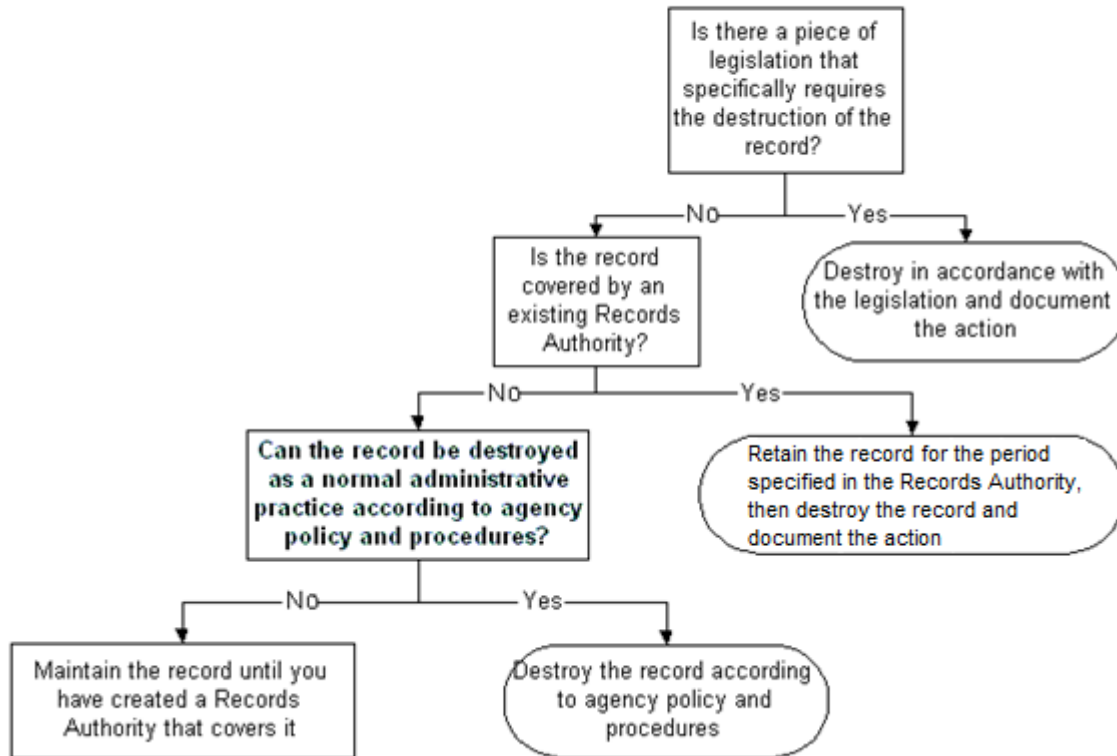 Is there a piece of
legislation that
specifically requires
the destruction of the
record?
No
Yes
Is the record
covered by an
existing Records
Authority?
Destroy in accordance with
the legislation and document
the action
No
Yes
Can the record be destroyed
as a normal administrative
practice according to agency
policy and procedures?
Retain the record for the period
specified in the Records Authority,
then destroy the record and
document the action
No
Yes
Maintain the record until you
have created a Records
Authority that covers it
Destroy the record according
to agency policy and
procedures